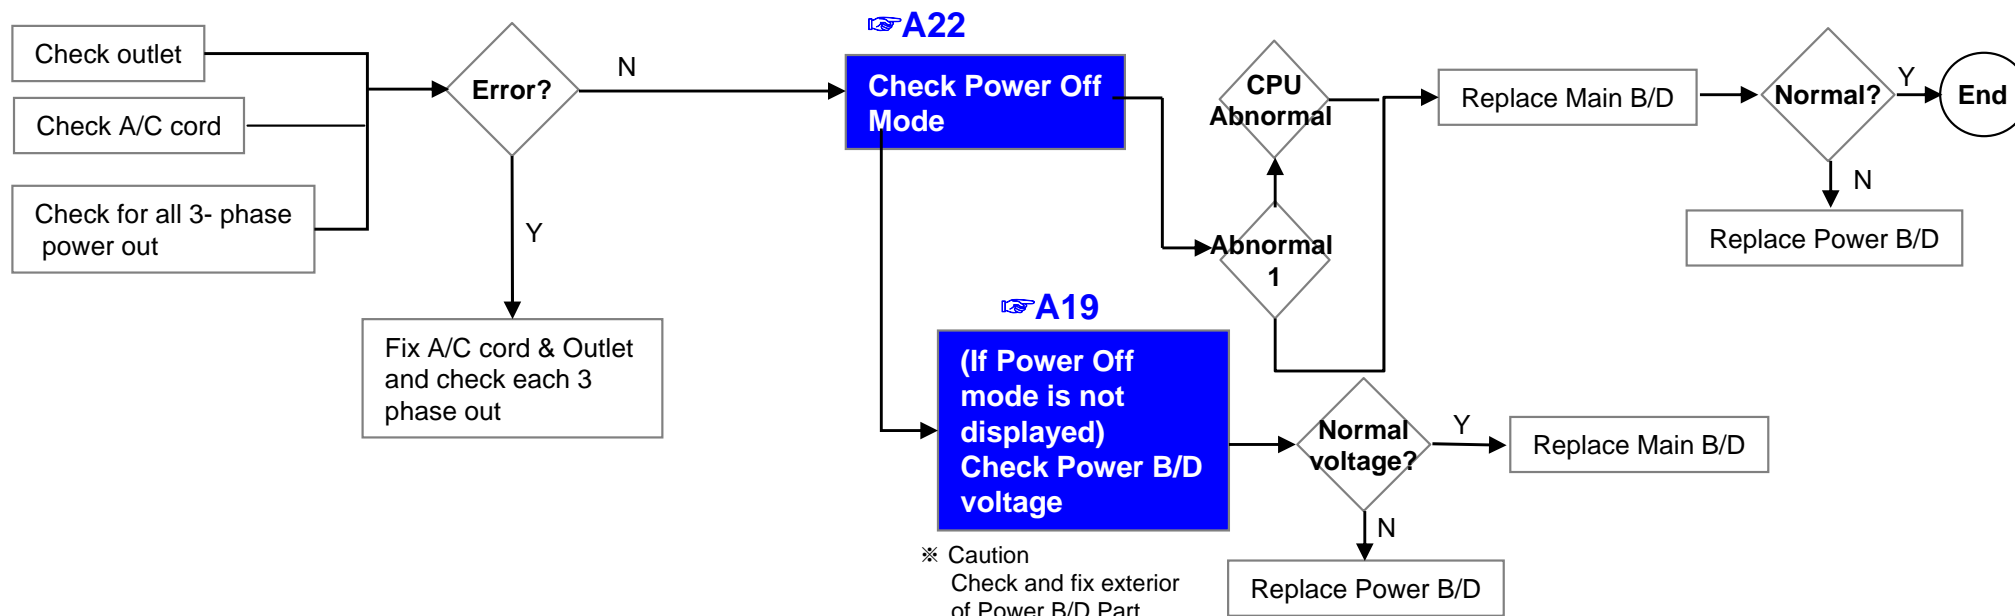 Check outlet
Check A/C cord
Check for all 3- phase
power out
Error?
N
Y
Fix A/C cord & Outlet
and check each 3
phase out
☞A22
Check Power Off
Mode
CPU
Abnormal
Abnormal
1
Replace Main B/D
Normal?
Y
End
N
Replace Power B/D
☞A19
(If Power Off
mode is not
displayed)
Check Power B/D
voltage
Normal
voltage?
Y
Replace Main B/D
N
Replace Power B/D
※ Caution
Check and fix exterior
of Power B/D Part